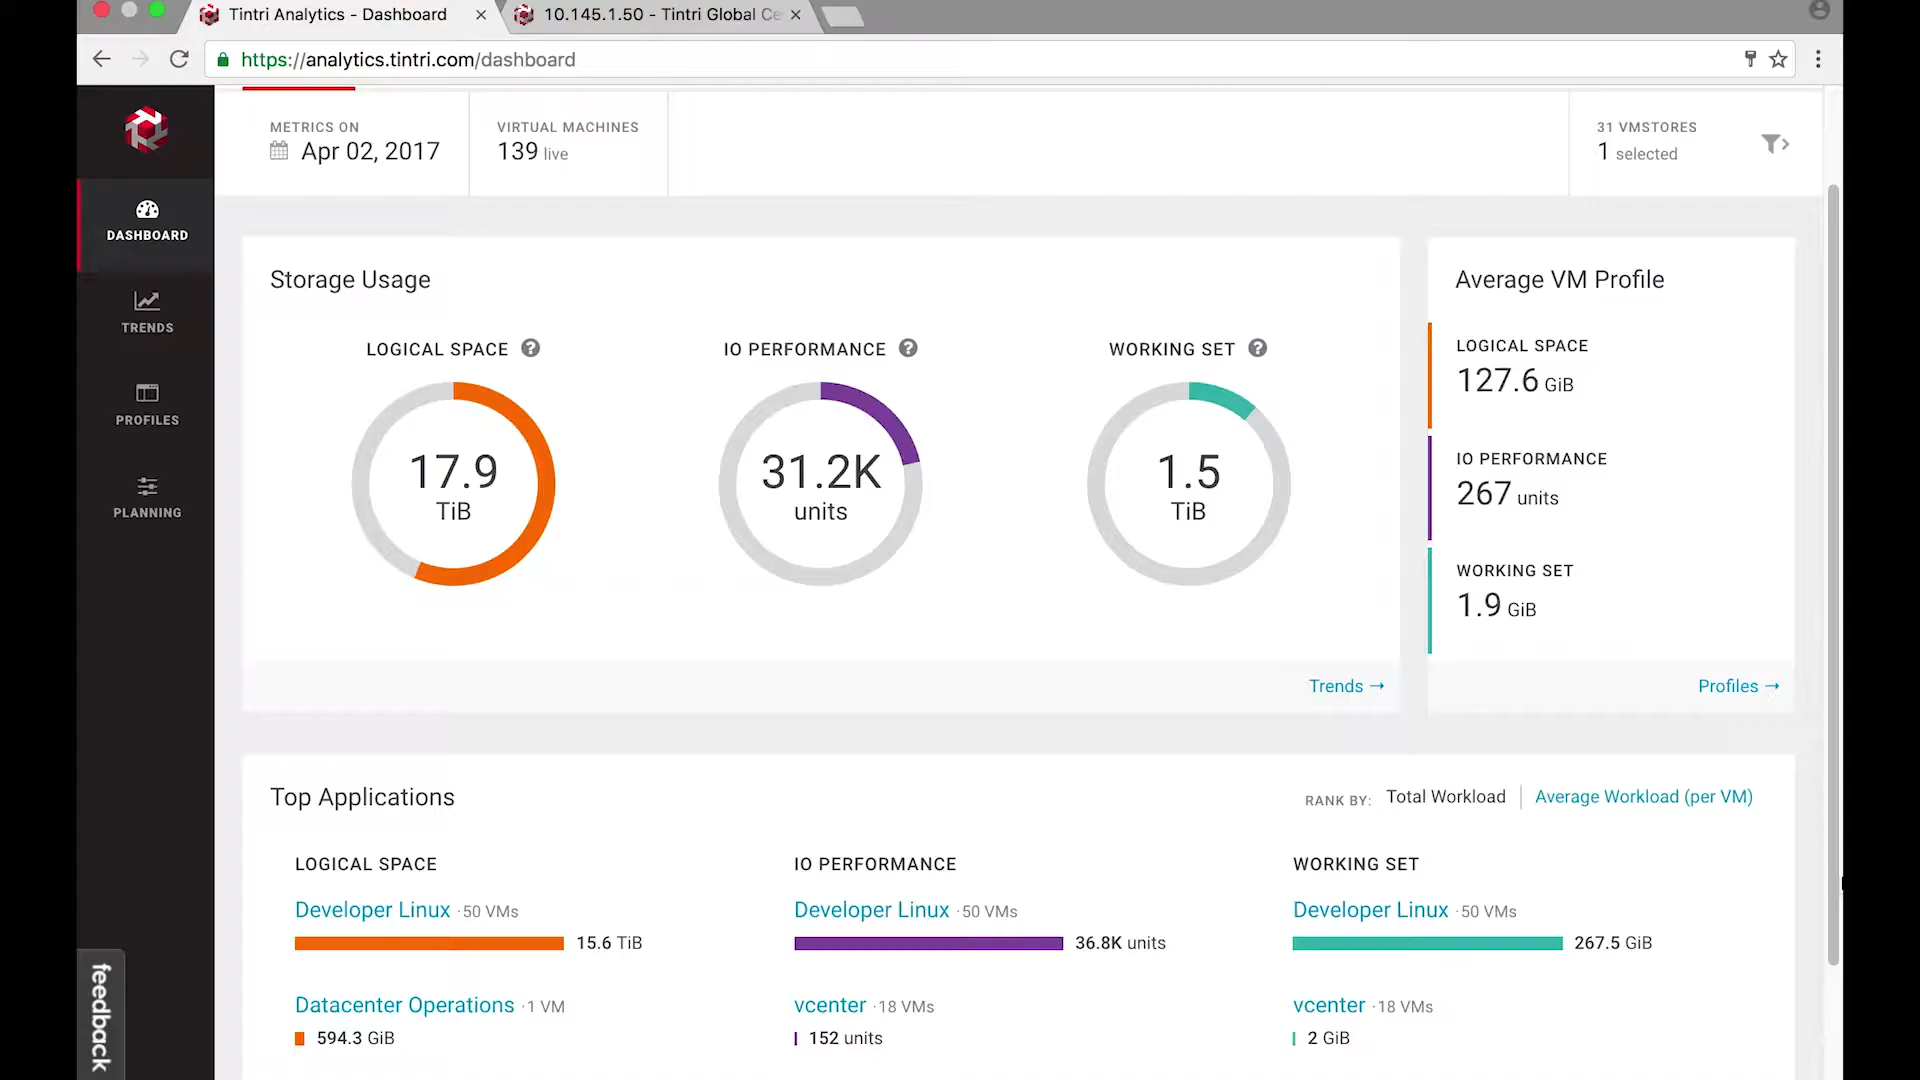 Tintri Analytics - Dashboard
10.145.1.50 - Tintri Global Ce
https://analytics.tintri.com/dashboard
METRICS ON
Apr 02, 2017
VIRTUAL MACHINES
139 live
31 VMSTORES
1 selected
DASHBOARD
TRENDS
PROFILES
PLANNING
feedback
Storage Usage
LOGICAL SPACE ?
17.9
TiB
IO PERFORMANCE ?
31.2K
units
WORKING SET ?
1.5
TiB
Trends →
Average VM Profile
LOGICAL SPACE
127.6 GiB
IO PERFORMANCE
267 units
WORKING SET
1.9 GiB
Profiles →
Top Applications
RANK BY: Total Workload | Average Workload (per VM)
LOGICAL SPACE
Developer Linux · 50 VMs
15.6 TiB
Datacenter Operations · 1 VM
594.3 GiB
IO PERFORMANCE
Developer Linux · 50 VMs
36.8K units
vcenter · 18 VMs
152 units
WORKING SET
Developer Linux · 50 VMs
267.5 GiB
vcenter · 18 VMs
2 GiB